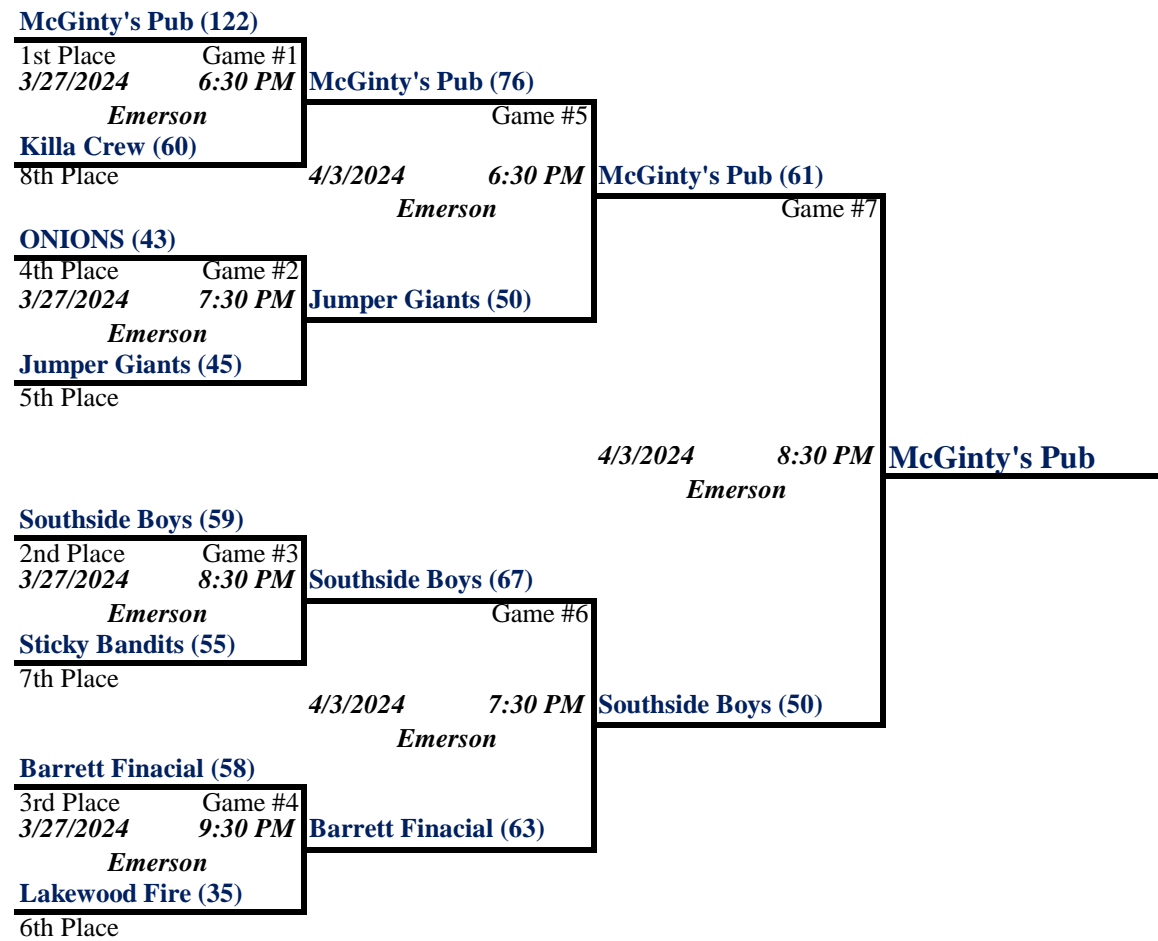 McGinty's Pub (122)
1st Place Game #1
3/27/2024 6:30 PM
Emerson
Killa Crew (60)
8th Place
ONIONS (43)
4th Place Game #2
3/27/2024 7:30 PM
Emerson
Jumper Giants (45)
5th Place
Southside Boys (59)
2nd Place Game #3
3/27/2024 8:30 PM
Emerson
Sticky Bandits (55)
7th Place
Barrett Finacial (58)
3rd Place Game #4
3/27/2024 9:30 PM
Emerson
Lakewood Fire (35)
6th Place
McGinty's Pub (76)
Game #5
4/3/2024 6:30 PM
Emerson
Jumper Giants (50)
Southside Boys (67)
Game #6
4/3/2024 7:30 PM
Emerson
Barrett Finacial (63)
McGinty's Pub (61)
Game #7
4/3/2024 8:30 PM
Emerson
Southside Boys (50)
McGinty's Pub